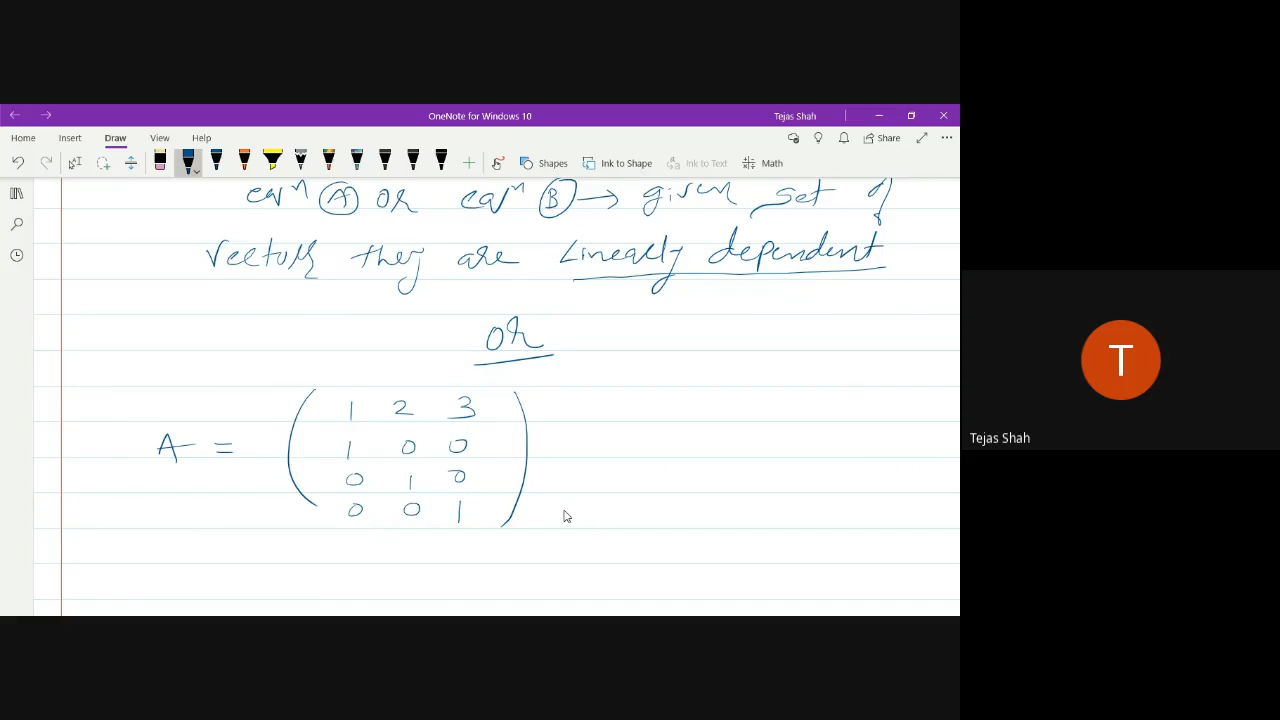 OneNote for Windows 10
Tejas Shah
Home Insert Draw View Help
Share
Shapes Ink to Shape Ink to Text Math
eqⁿ (A) or eqⁿ (B) → given set of
vectors they are Linearly dependent
or
A = ( 1 2 3
1 0 0
0 1 0
0 0 1 )
T
Tejas Shah